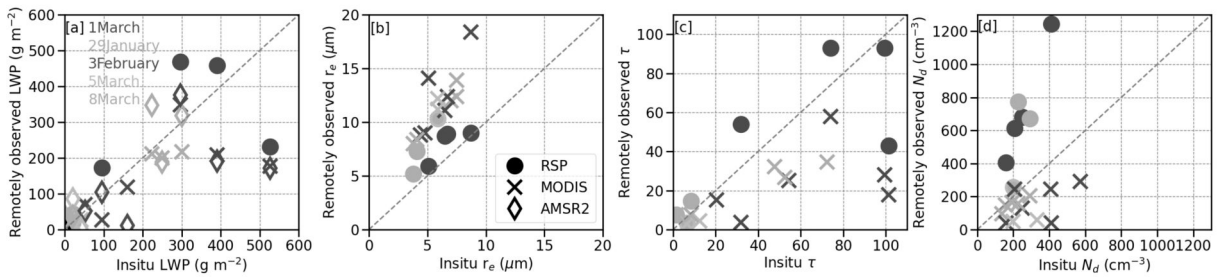 [a]
1March
29January
3February
5March
8March
Remotely observed LWP (g m−2)
600
500
400
300
200
100
0
0 100 200 300 400 500 600
Insitu LWP (g m−2)
[b]
Remotely observed re (μm)
20
15
10
5
0
0 5 10 15 20
Insitu re (μm)
RSP
MODIS
AMSR2
[c]
Remotely observed τ
100
80
60
40
20
0
0 20 40 60 80 100
Insitu τ
[d]
Remotely observed Nd (cm−3)
1200
1000
800
600
400
200
0
0 200 400 600 800 10001200
Insitu Nd (cm−3)